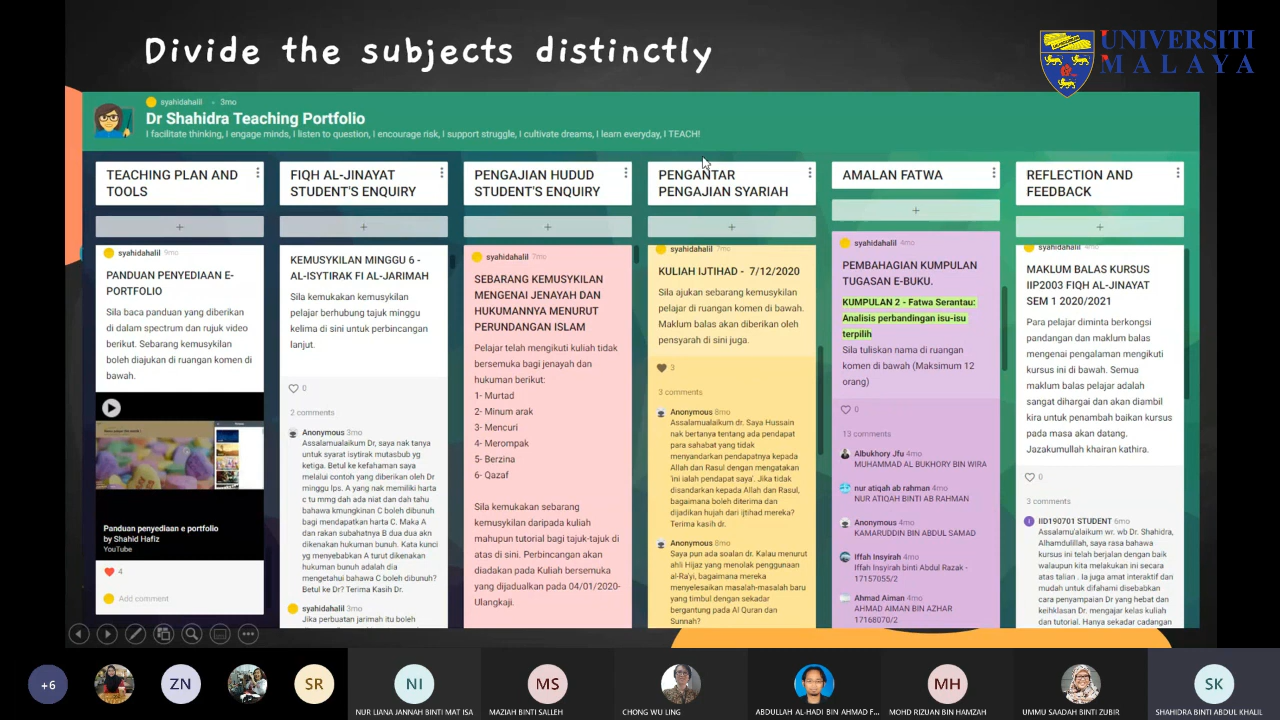 Divide the subjects distinctly
UNIVERSITI
MALAYA
syahidahalil • 3mo
Dr Shahidra Teaching Portfolio
I facilitate thinking, I engage minds, I listen to question, I encourage risk, I support struggle, I cultivate dreams, I learn everyday, I TEACH!
TEACHING PLAN AND
TOOLS
syahidahalil 9mo
PANDUAN PENYEDIAAN E-
PORTFOLIO
Sila baca panduan yang diberikan
di dalam spectrum dan rujuk video
berikut. Sebarang kemusykilan
boleh diajukan di ruangan komen di
bawah.
Panduan penyediaan e portfolio
by Shahid Hafiz
YouTube
4
Add comment
FIQH AL-JINAYAT
STUDENT'S ENQUIRY
KEMUSYKILAN MINGGU 6 -
AL-ISYTIRAK FI AL-JARIMAH
Sila kemukakan kemusykilan
pelajar berhubung tajuk minggu
kelima di sini untuk perbincangan
lanjut.
0
2 comments
Anonymous 3mo
Assalamualaikum Dr, saya nak tanya
untuk syarat isytirak mutasbub yg
ketiga. Betul ke kefahaman saya
melalui contoh yang diberikan oleh Dr
minggu lps. A yang nak memiliki harta
c tu mmg dah ada niat dan dah tahu
bahawa kmungkinan C boleh dibunuh
bagi mendapatkan harta C. Maka A
dan rakan subahatnya B dua dua akn
dikenakan hukuman bunuh. Kata kunci
yg menyebabkan A turut dikenakan
hukuman bunuh adalah dia
mengetahui bahawa C boleh dibunuh?
Betul ke Dr? Terima Kasih Dr.
syahidahalil 3mo
Jika perbuatan jarimah itu boleh
PENGAJIAN HUDUD
STUDENT'S ENQUIRY
syahidahalil 7mo
SEBARANG KEMUSYKILAN
MENGENAI JENAYAH DAN
HUKUMANNYA MENURUT
PERUNDANGAN ISLAM
Pelajar telah mengikuti kuliah tidak
bersemuka bagi jenayah dan
hukuman berikut:
1- Murtad
2- Minum arak
3- Mencuri
4- Merompak
5- Berzina
6- Qazaf
Sila kemukakan sebarang
kemusykilan daripada kuliah
mahupun tutorial bagi tajuk-tajuk di
atas di sini. Perbincangan akan
diadakan pada Kuliah bersemuka
yang dijadualkan pada 04/01/2020-
Ulangkaji.
PENGANTAR
PENGAJIAN SYARIAH
syahidahalil 7mo
KULIAH IJTIHAD - 7/12/2020
Sila ajukan sebarang kemusykilan
pelajar di ruangan komen di bawah.
Maklum balas akan diberikan oleh
pensyarah di sini juga.
3
3 comments
Anonymous 8mo
Assalamualaikum dr. Saya Hussain
nak bertanya tentang ada pendapat
para sahabat yang tidak
menyandarkan pendapatnya kepada
Allah dan Rasul dengan mengatakan
'ini ialah pendapat saya'. Jika tidak
disandarkan kepada Allah dan Rasul,
bagaimana boleh diterima dan
dijadikan hujah dari ijtihad mereka?
Terima kasih dr.
Anonymous 8mo
Saya pun ada soalan dr. Kalau menurut
ahli Hijaz yang menolak penggunaan
al-Ra'yi, bagaimana mereka
menyelesaikan masalah-masalah baru
yang timbul dengan sekadar
bergantung pada Al Quran dan
Sunnah?
AMALAN FATWA
syahidahalil 4mo
PEMBAHAGIAN KUMPULAN
TUGASAN E-BUKU.
KUMPULAN 2 - Fatwa Serantau:
Analisis perbandingan isu-isu
terpilih
Sila tuliskan nama di ruangan
komen di bawah (Maksimum 12
orang)
0
13 comments
Albukhory Jfu 4mo
MUHAMMAD AL BUKHORY BIN WIRA
nur atiqah ab rahman 4mo
NUR ATIQAH BINTI AB RAHMAN
Anonymous 4mo
KAMARUDDIN BIN ABDUL SAMAD
Iffah Insyirah 4mo
Iffah Insyirah binti Abdul Razak -
17157055/2
Ahmad Aiman 4mo
AHMAD AIMAN BIN AZHAR
17168070/2
REFLECTION AND
FEEDBACK
syahidahalil 4mo
MAKLUM BALAS KURSUS
IIP2003 FIQH AL-JINAYAT
SEM 1 2020/2021
Para pelajar diminta berkongsi
pandangan dan maklum balas
mengenai pengalaman mengikuti
kursus ini di bawah. Semua
maklum balas pelajar adalah
sangat dihargai dan akan diambil
kira untuk penambah baikan kursus
pada masa akan datang.
Jazakumullah khairan kathira.
0
3 comments
IID190701 STUDENT 6mo
Assalamu'alaikum wr. wb Dr. Shahidra,
Alhamdulillah, saya rasa bahawa
kursus ini telah berjalan dengan baik
walaupun kita melakukan ini secara
atas talian . Ia juga amat interaktif dan
mudah untuk difahami disebabkan
cara penyampaian Dr yang hebat dan
keihklasan Dr. mengajar kelas kuliah
dan tutorial. Hanya sekadar cadangan
+6
ZN
SR
NI
NUR LIANA JANNAH BINTI MAT ISA
MS
MAZIAH BINTI SALLEH
CHONG WU LING
ABDULLAH AL-HADI BIN AHMAD F...
MH
MOHD RIZUAN BIN HAMZAH
UMMU SAADAH BINTI ZUBIR
SK
SHAHIDRA BINTI ABDUL KHALIL